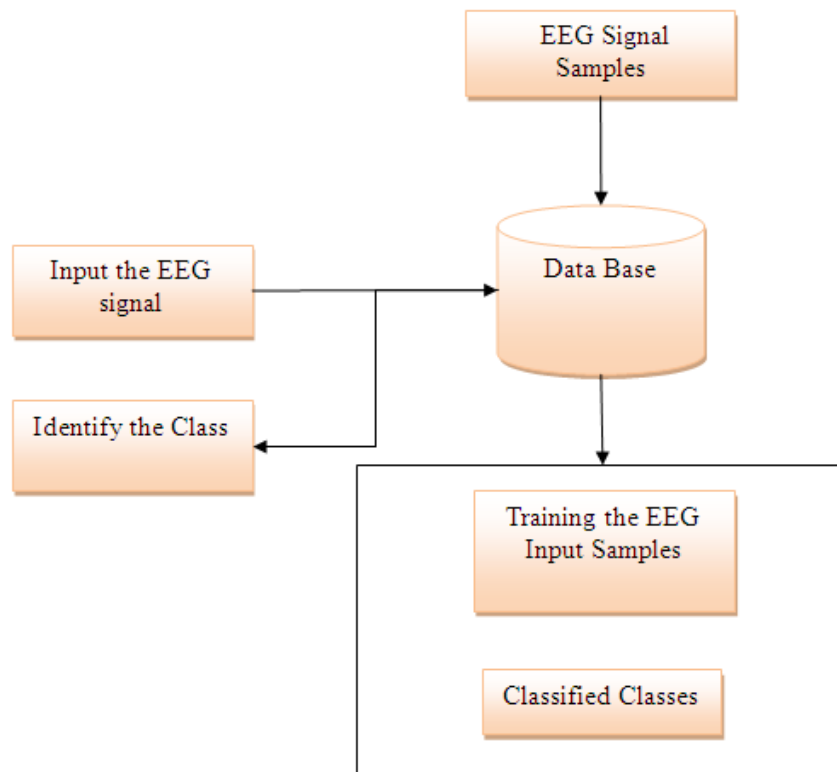 EEG Signal
Samples
Data Base
Input the EEG
signal
Identify the Class
Training the EEG
Input Samples
Classified Classes